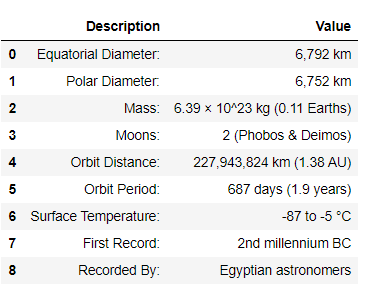 Description Value
0 Equatorial Diameter: 6,792 km
1 Polar Diameter: 6,752 km
2 Mass: 6.39 × 10^23 kg (0.11 Earths)
3 Moons: 2 (Phobos & Deimos)
4 Orbit Distance: 227,943,824 km (1.38 AU)
5 Orbit Period: 687 days (1.9 years)
6 Surface Temperature: -87 to -5 °C
7 First Record: 2nd millennium BC
8 Recorded By: Egyptian astronomers